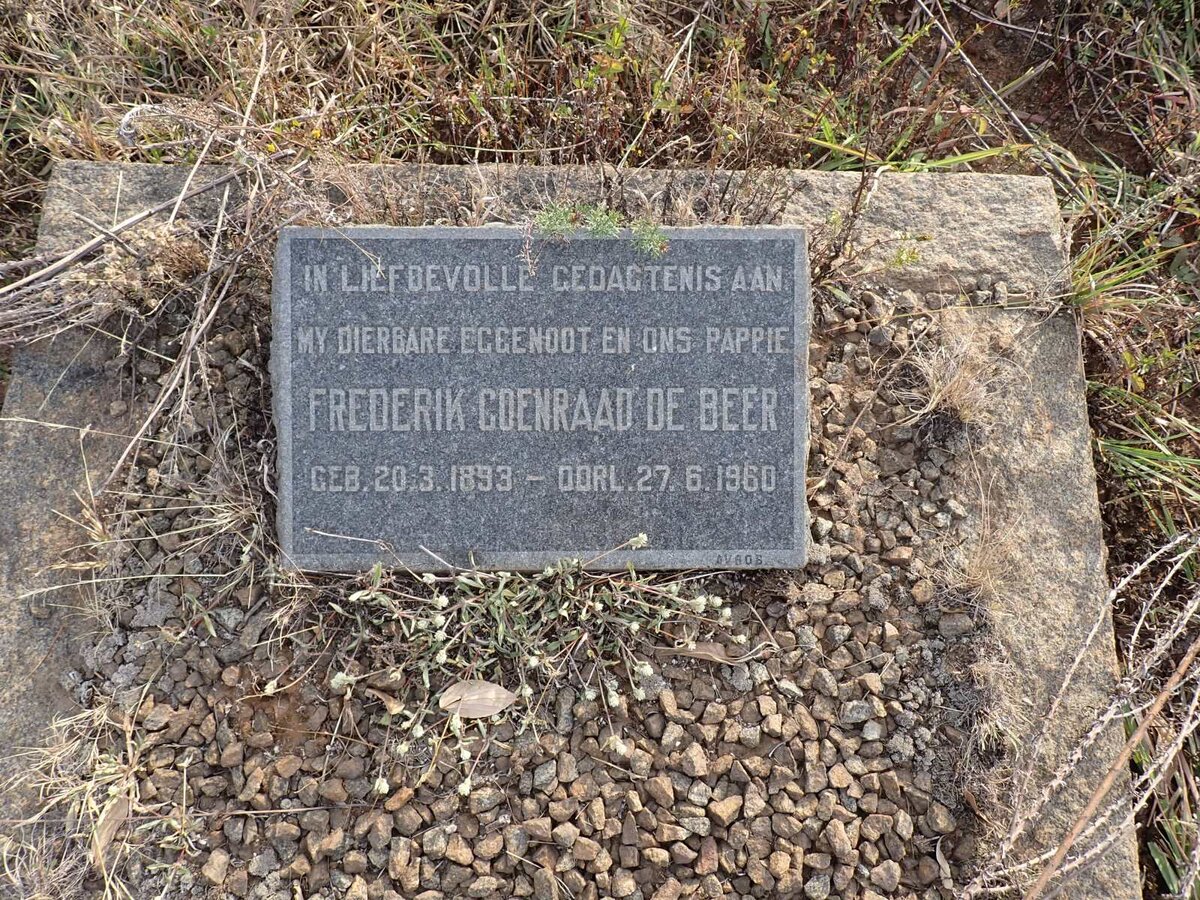 IN LIEFDEVOLLE GEDAGTENIS AAN
MY DIERBARE EGGENOOT EN ONS PAPPIE
FREDERIK COENRAAD DE BEER
GEB. 20.3.1893 - OORL. 27.6.1960
AVBOB